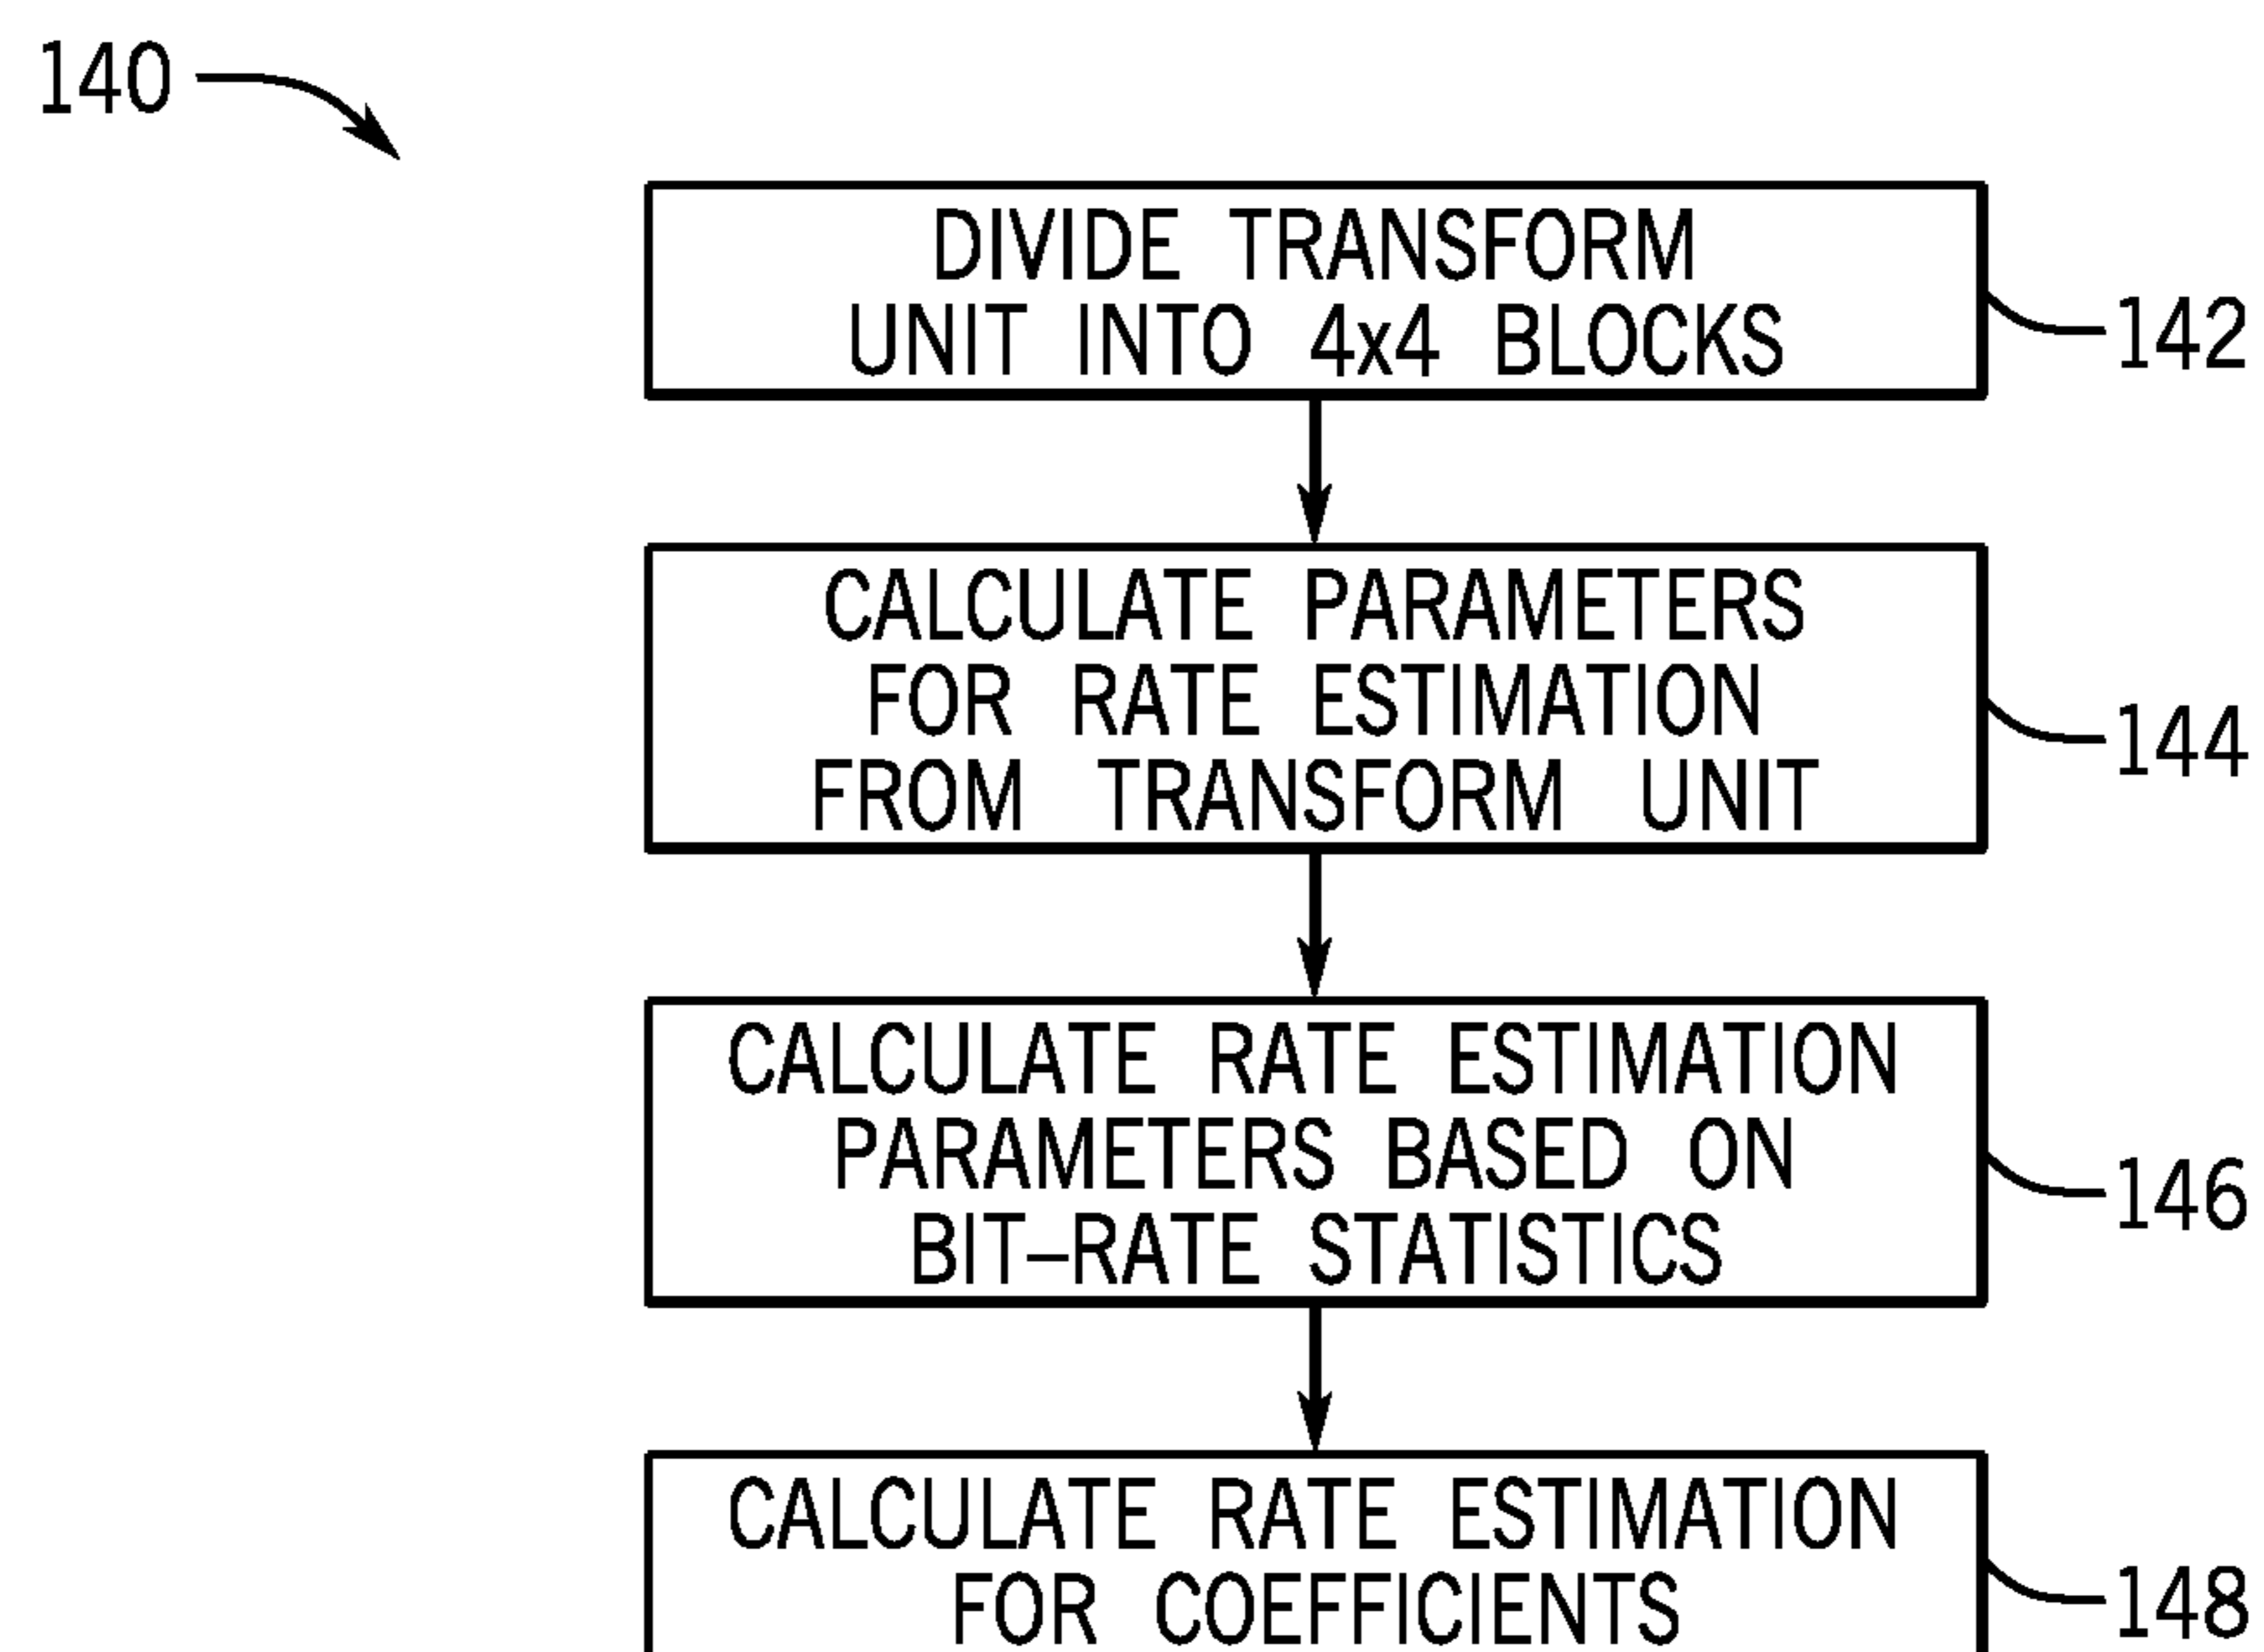 140
DIVIDE TRANSFORM
UNIT INTO 4x4 BLOCKS
142
CALCULATE PARAMETERS
FOR RATE ESTIMATION
FROM TRANSFORM UNIT
144
CALCULATE RATE ESTIMATION
PARAMETERS BASED ON
BIT–RATE STATISTICS
146
CALCULATE RATE ESTIMATION
FOR COEFFICIENTS
148